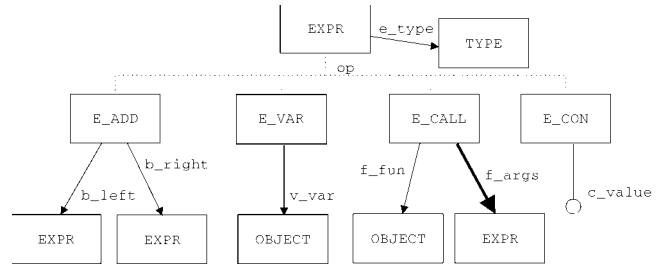 EXPR
e_type
TYPE
op
E_ADD
E_VAR
E_CALL
E_CON
b_right
f_fun
f_args
b_left
v_var
c_value
EXPR
EXPR
OBJECT
OBJECT
EXPR